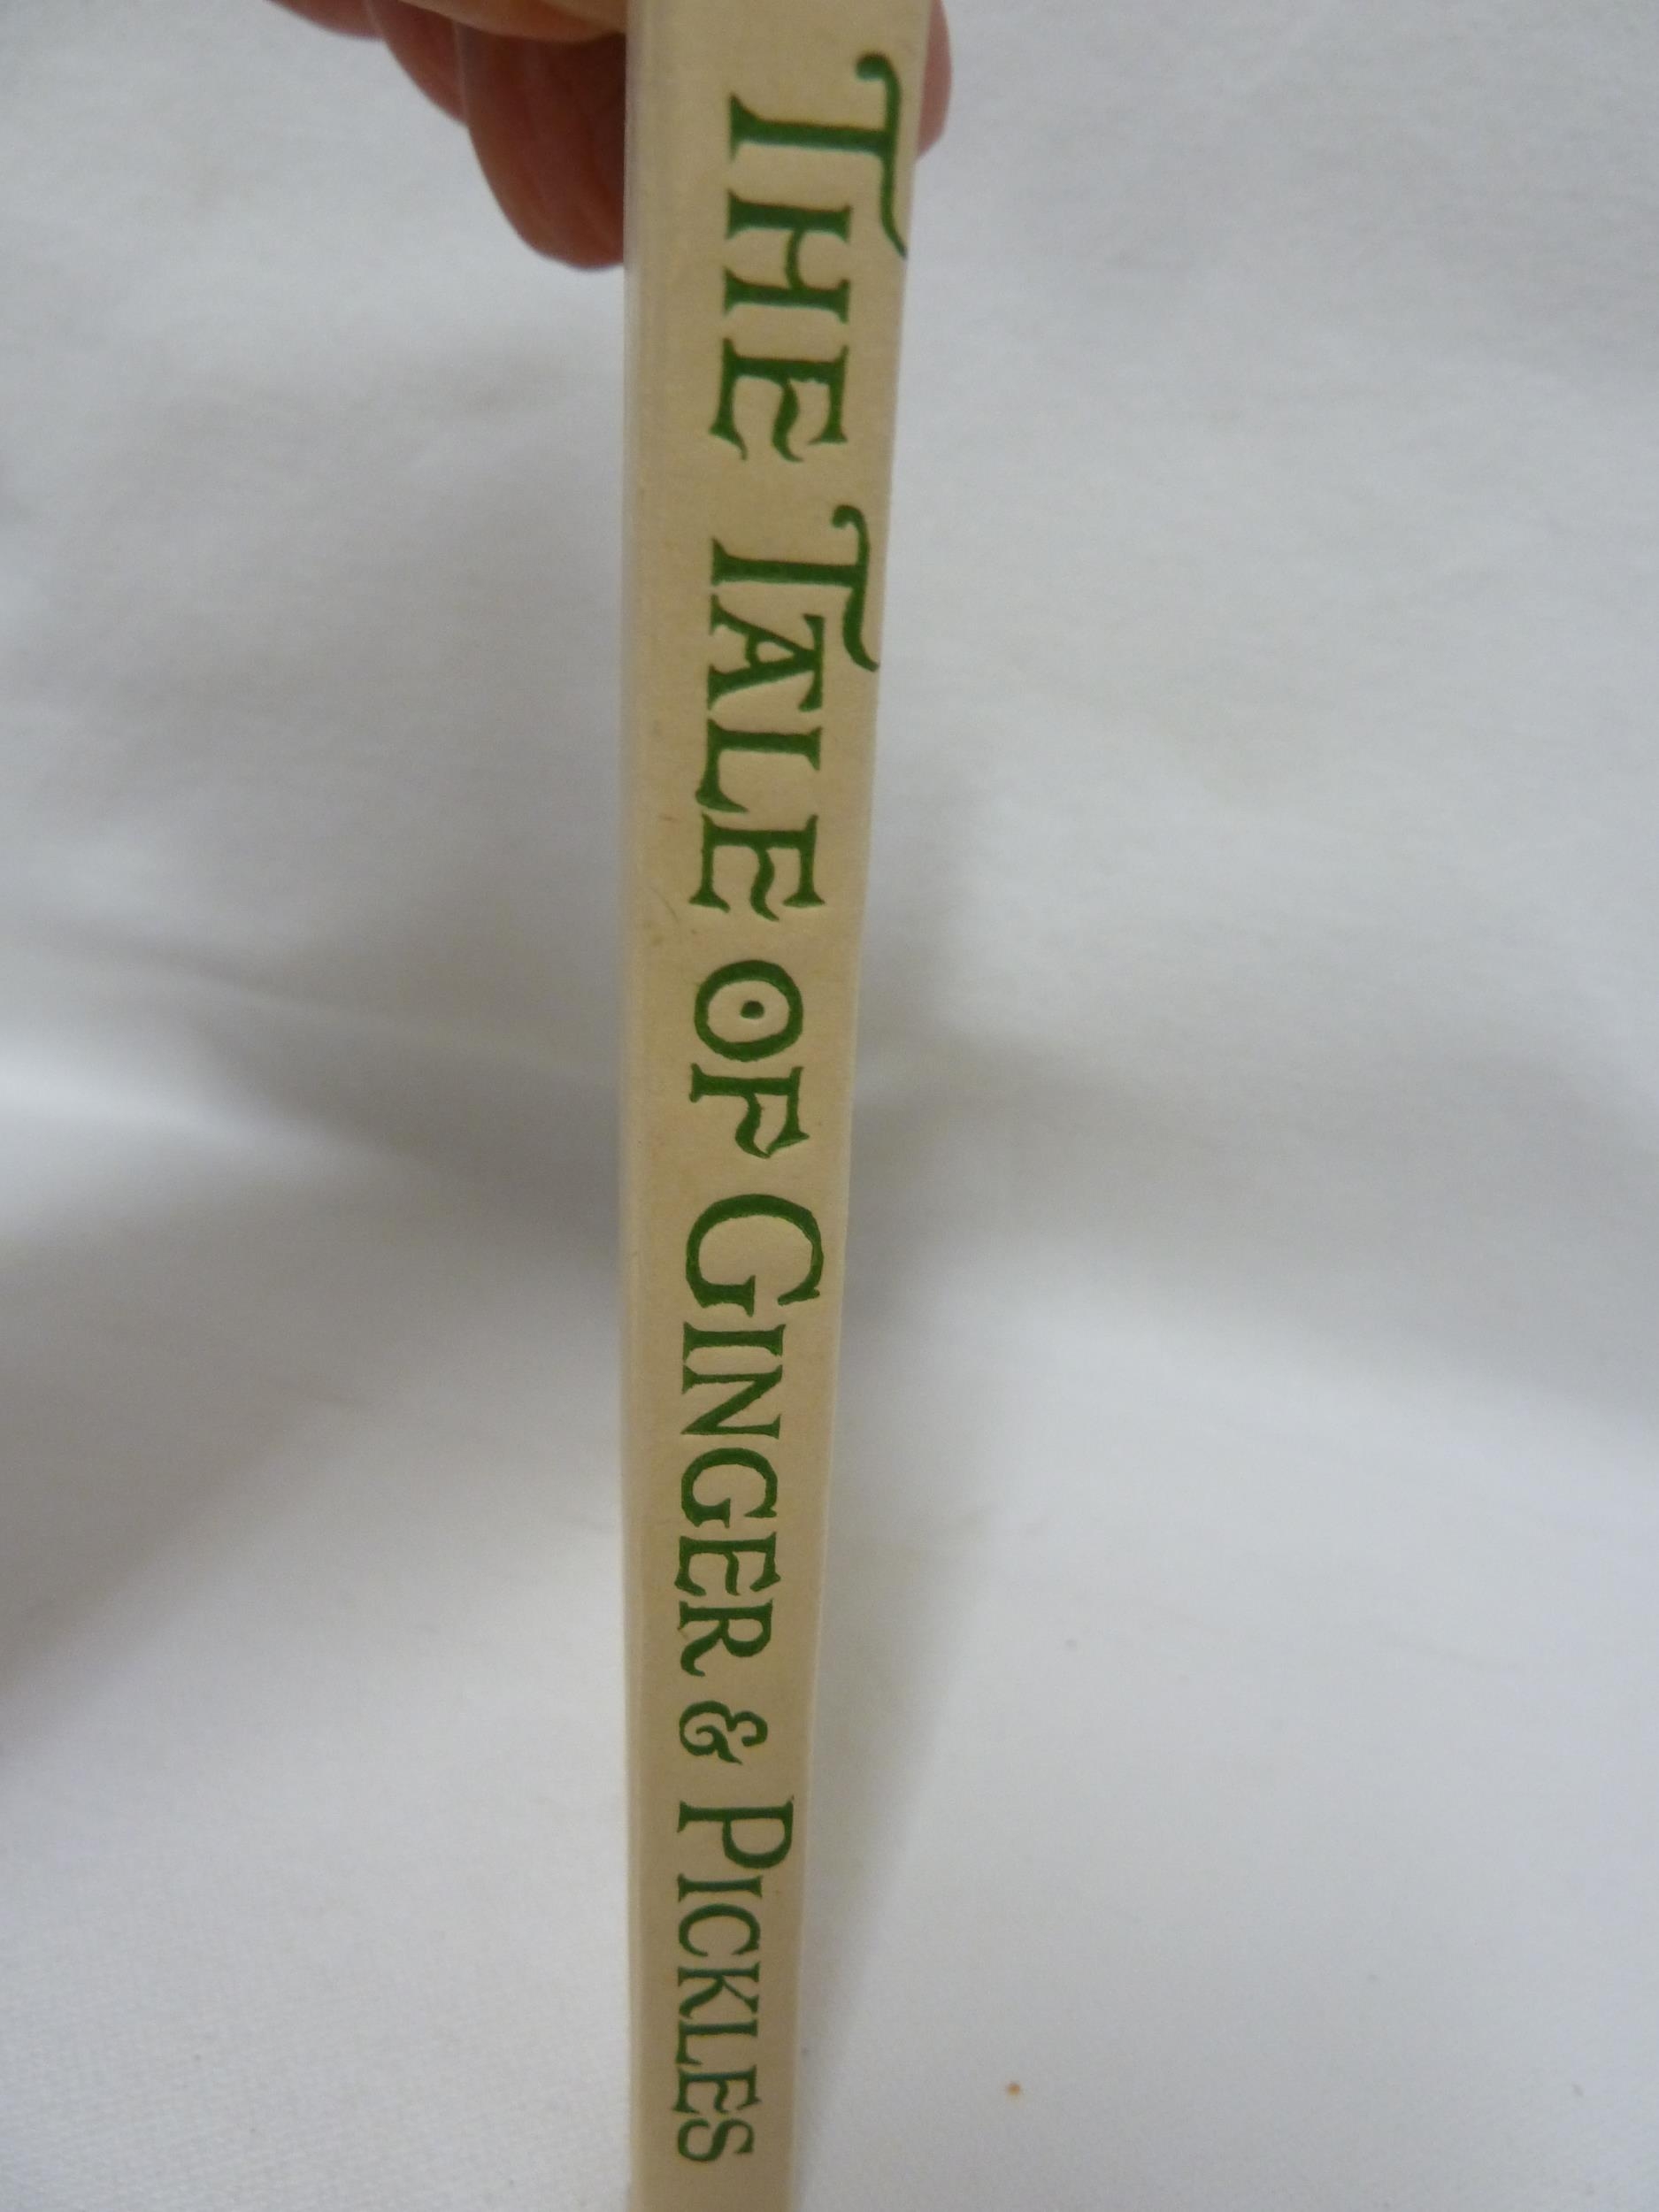 THE TALE OF GINGER & PICKLES